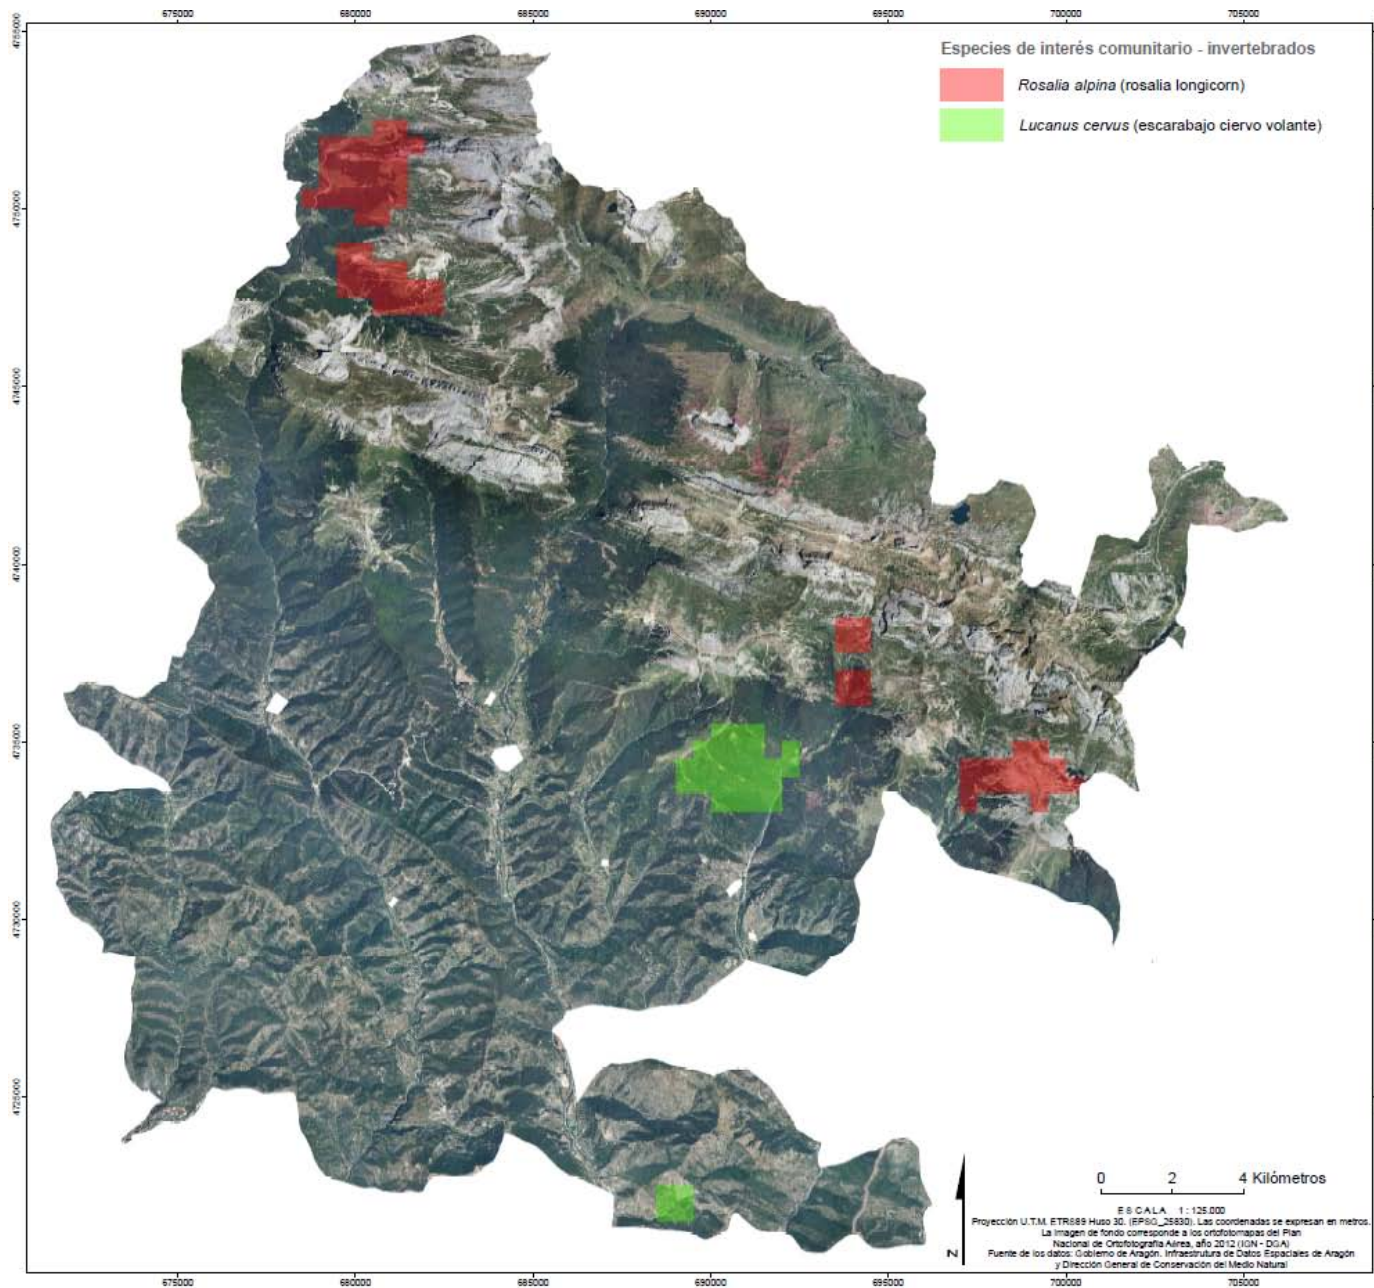 675000 680000 685000 690000 695000 700000 705000
4755000
4750000
4745000
4740000
4735000
4730000
4725000
Especies de interés comunitario - invertebrados
Rosalia alpina (rosalia longicorn)
Lucanus cervus (escarabajo ciervo volante)
0 2 4 Kilómetros
ESCALA 1:125.000
Proyección U.T.M. ETRS89 Huso 30. (EPSG_25830). Las coordenadas se expresan en metros.
La imagen de fondo corresponde a los ortofotomapas del Plan
Nacional de Ortofotografía Aérea, año 2012 (IGN - DGA)
Fuente de los datos: Gobierno de Aragón. Infraestrutura de Datos Espaciales de Aragón
y Dirección General de Conservación del Medio Natural
N
675000 680000 685000 690000 695000 700000 705000